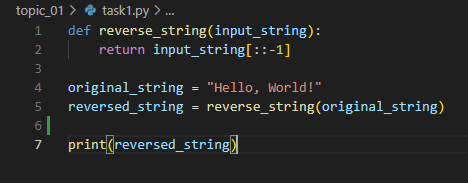 topic_01 > task1.py > ...
1 def reverse_string(input_string):
2     return input_string[::-1]
3
4 original_string = "Hello, World!"
5 reversed_string = reverse_string(original_string)
6
7 print(reversed_string)